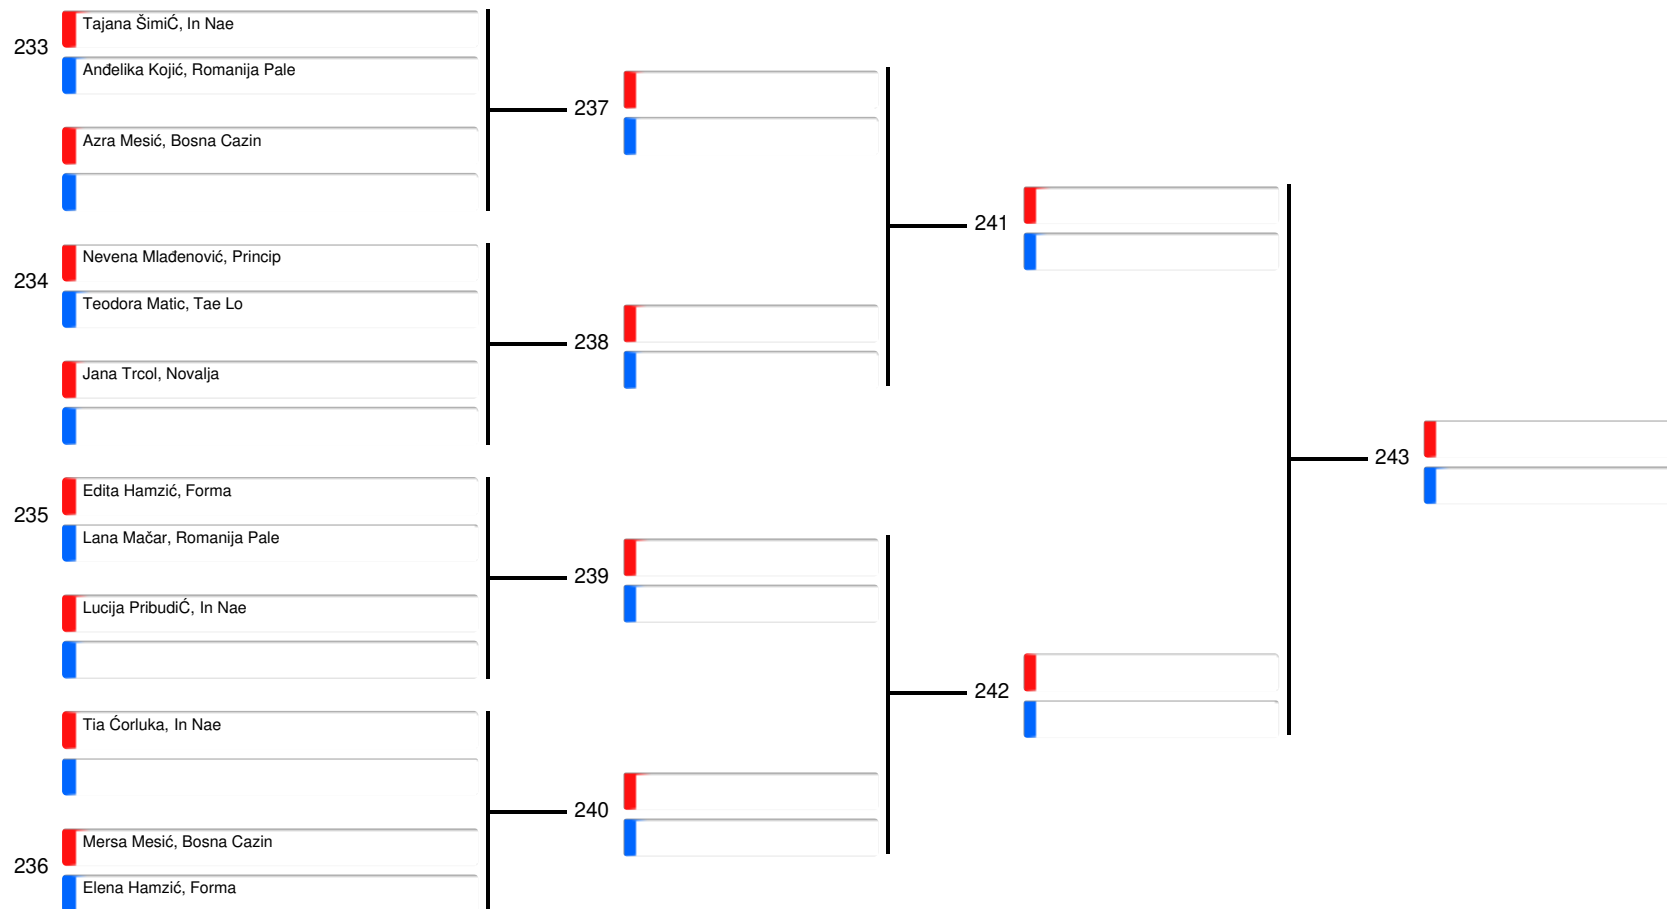 233
Tajana ŠimiĆ, In Nae
Anđelika Kojić, Romanija Pale
Azra Mesić, Bosna Cazin
234
Nevena Mlađenović, Princip
Teodora Matic, Tae Lo
Jana Trcol, Novalja
235
Edita Hamzić, Forma
Lana Mačar, Romanija Pale
Lucija PribudiĆ, In Nae
Tia Ćorluka, In Nae
236
Mersa Mesić, Bosna Cazin
Elena Hamzić, Forma
237
238
239
240
241
242
243